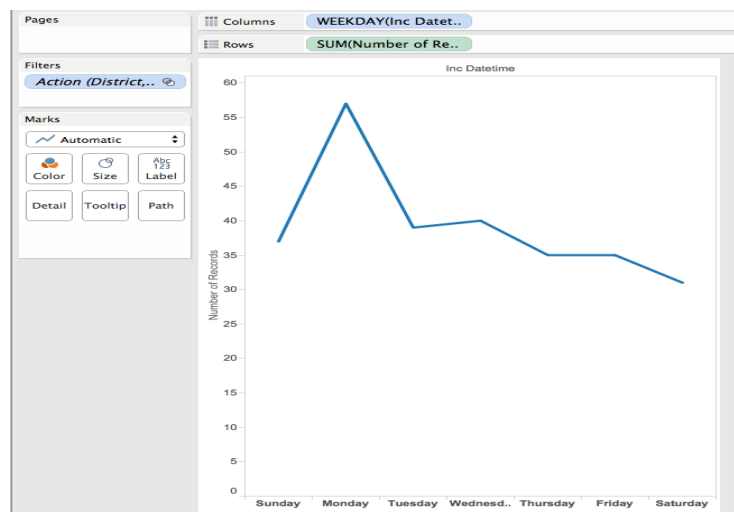 Pages
Columns
WEEKDAY(Inc Datet..
Rows
SUM(Number of Re..
Filters
Action (District,..
Marks
Automatic
Color
Size
Abc
123
Label
Detail
Tooltip
Path
Inc Datetime
Number of Records
60
55
50
45
40
35
30
25
20
15
10
5
0
Sunday Monday Tuesday Wednesd.. Thursday Friday Saturday